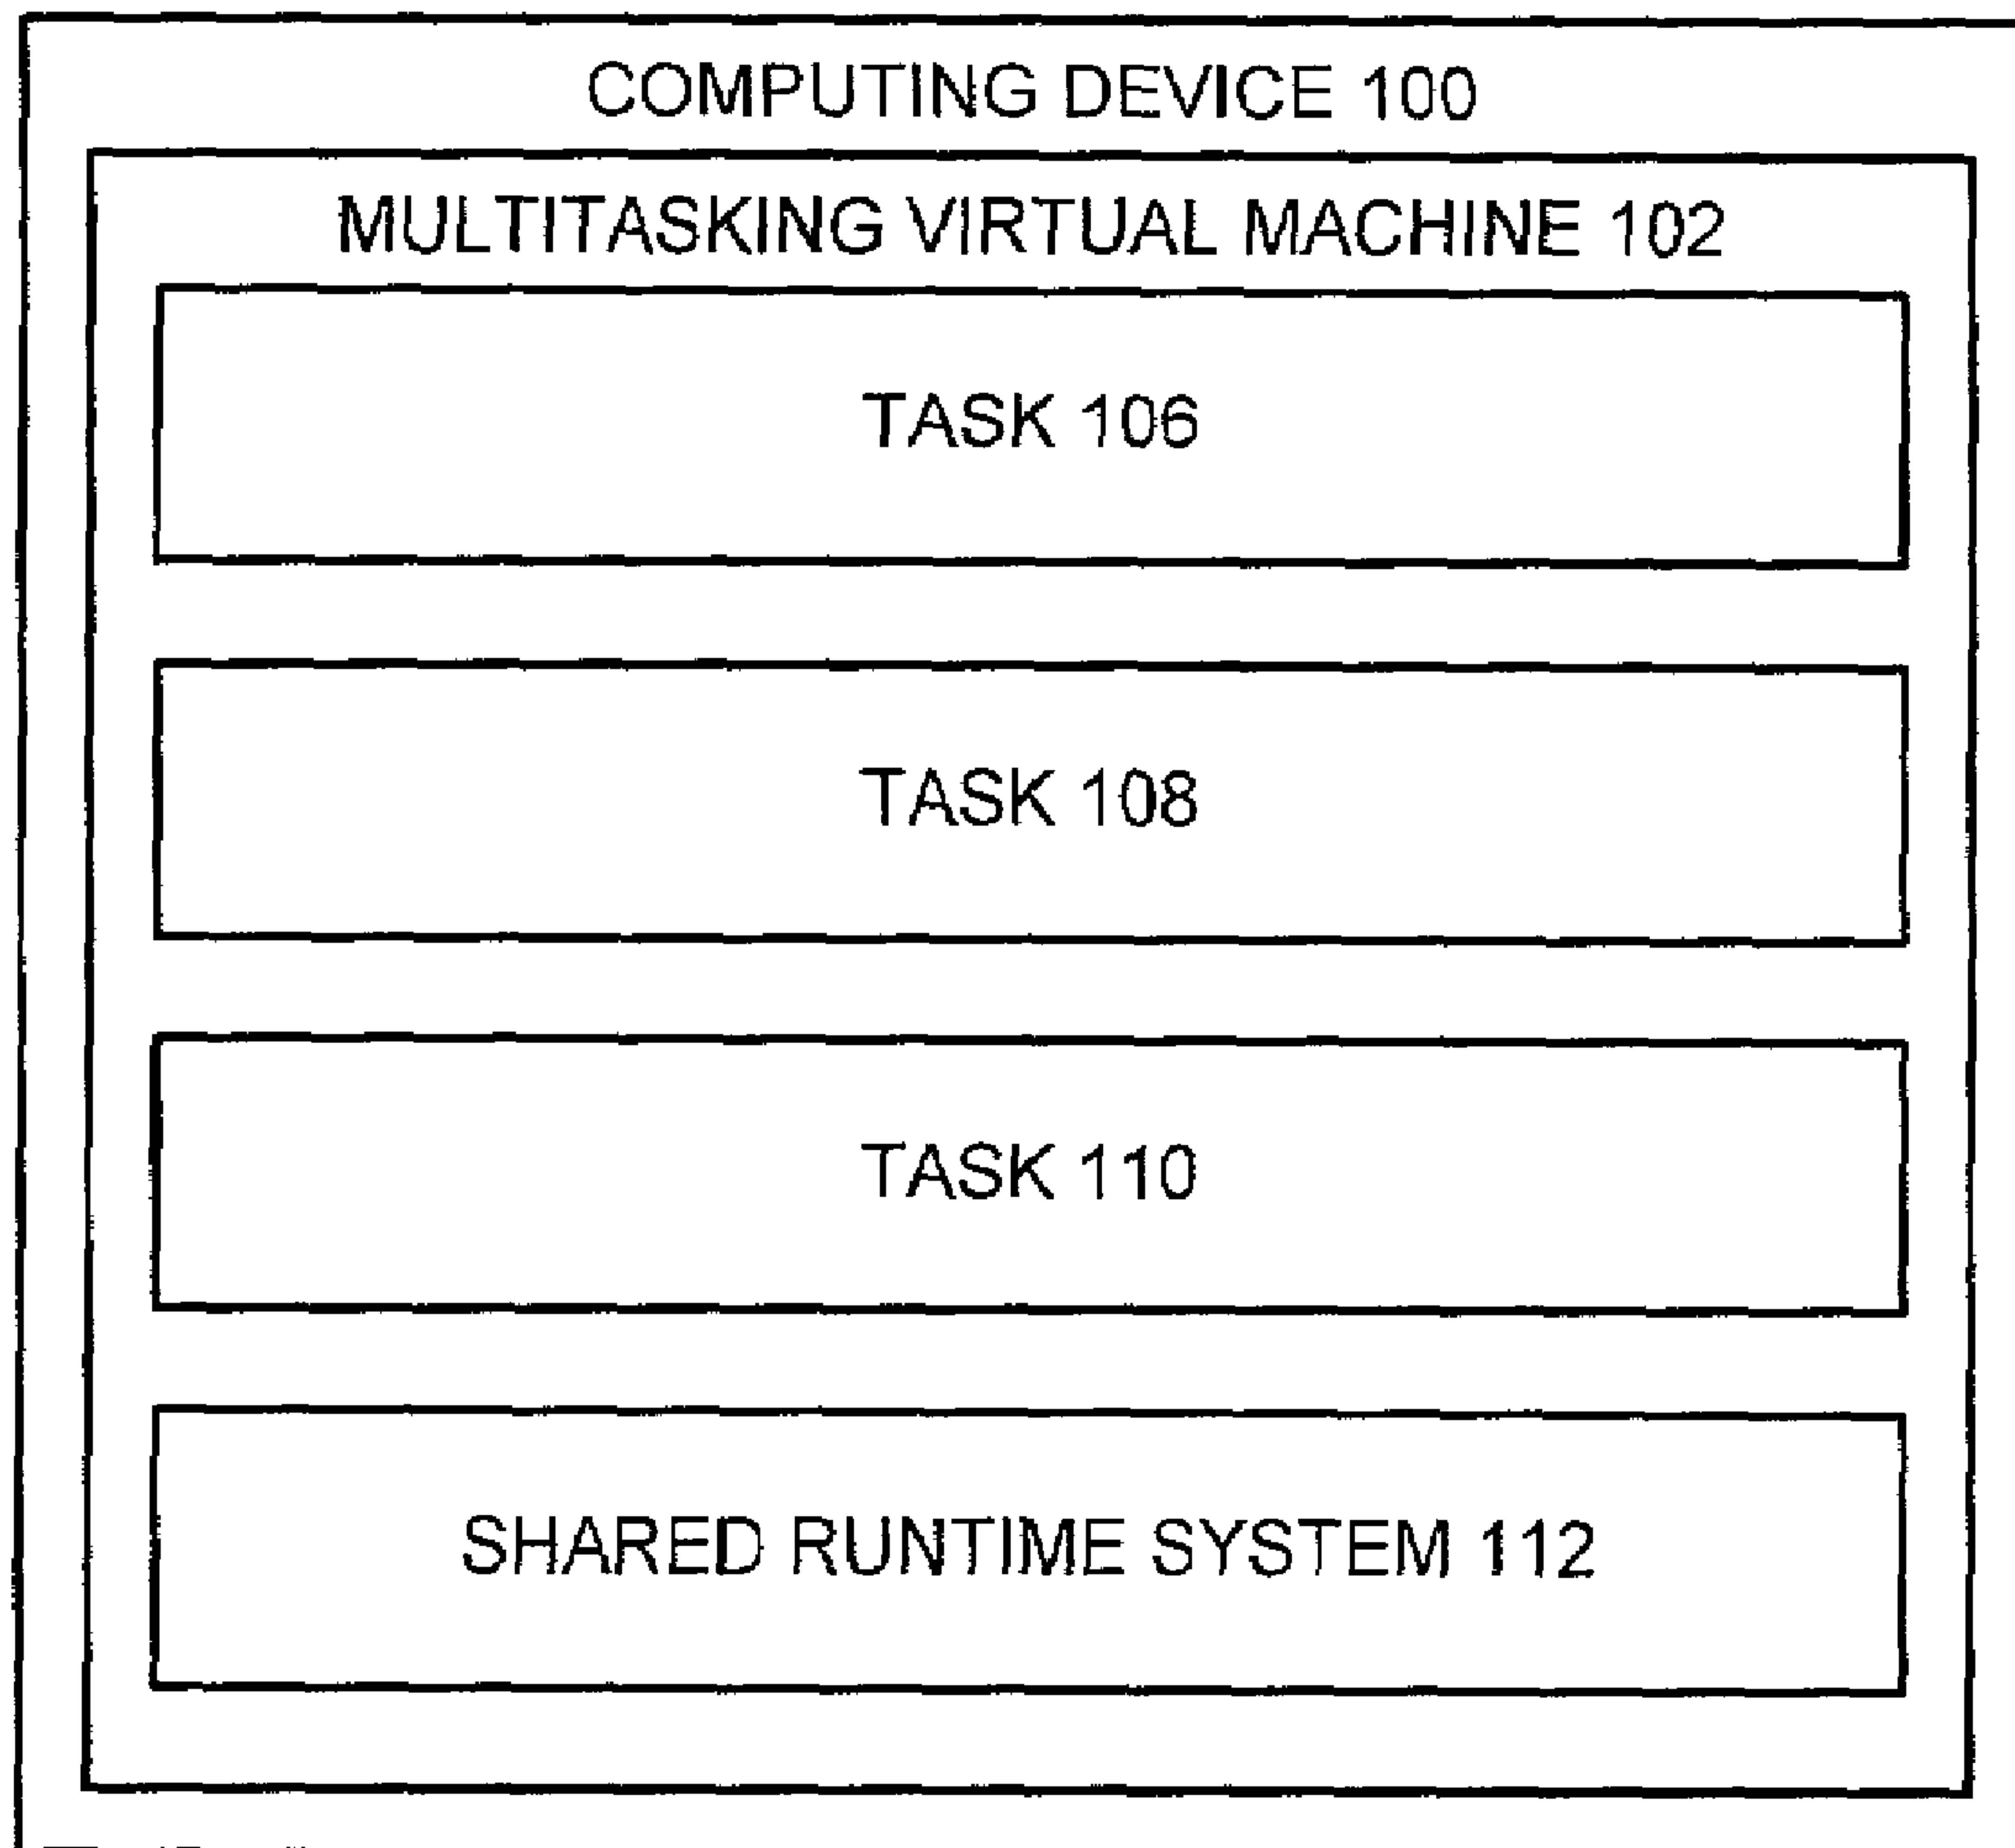 COMPUTING DEVICE 100
MULTITASKING VIRTUAL MACHINE 102
TASK 106
TASK 108
TASK 110
SHARED RUNTIME SYSTEM 112